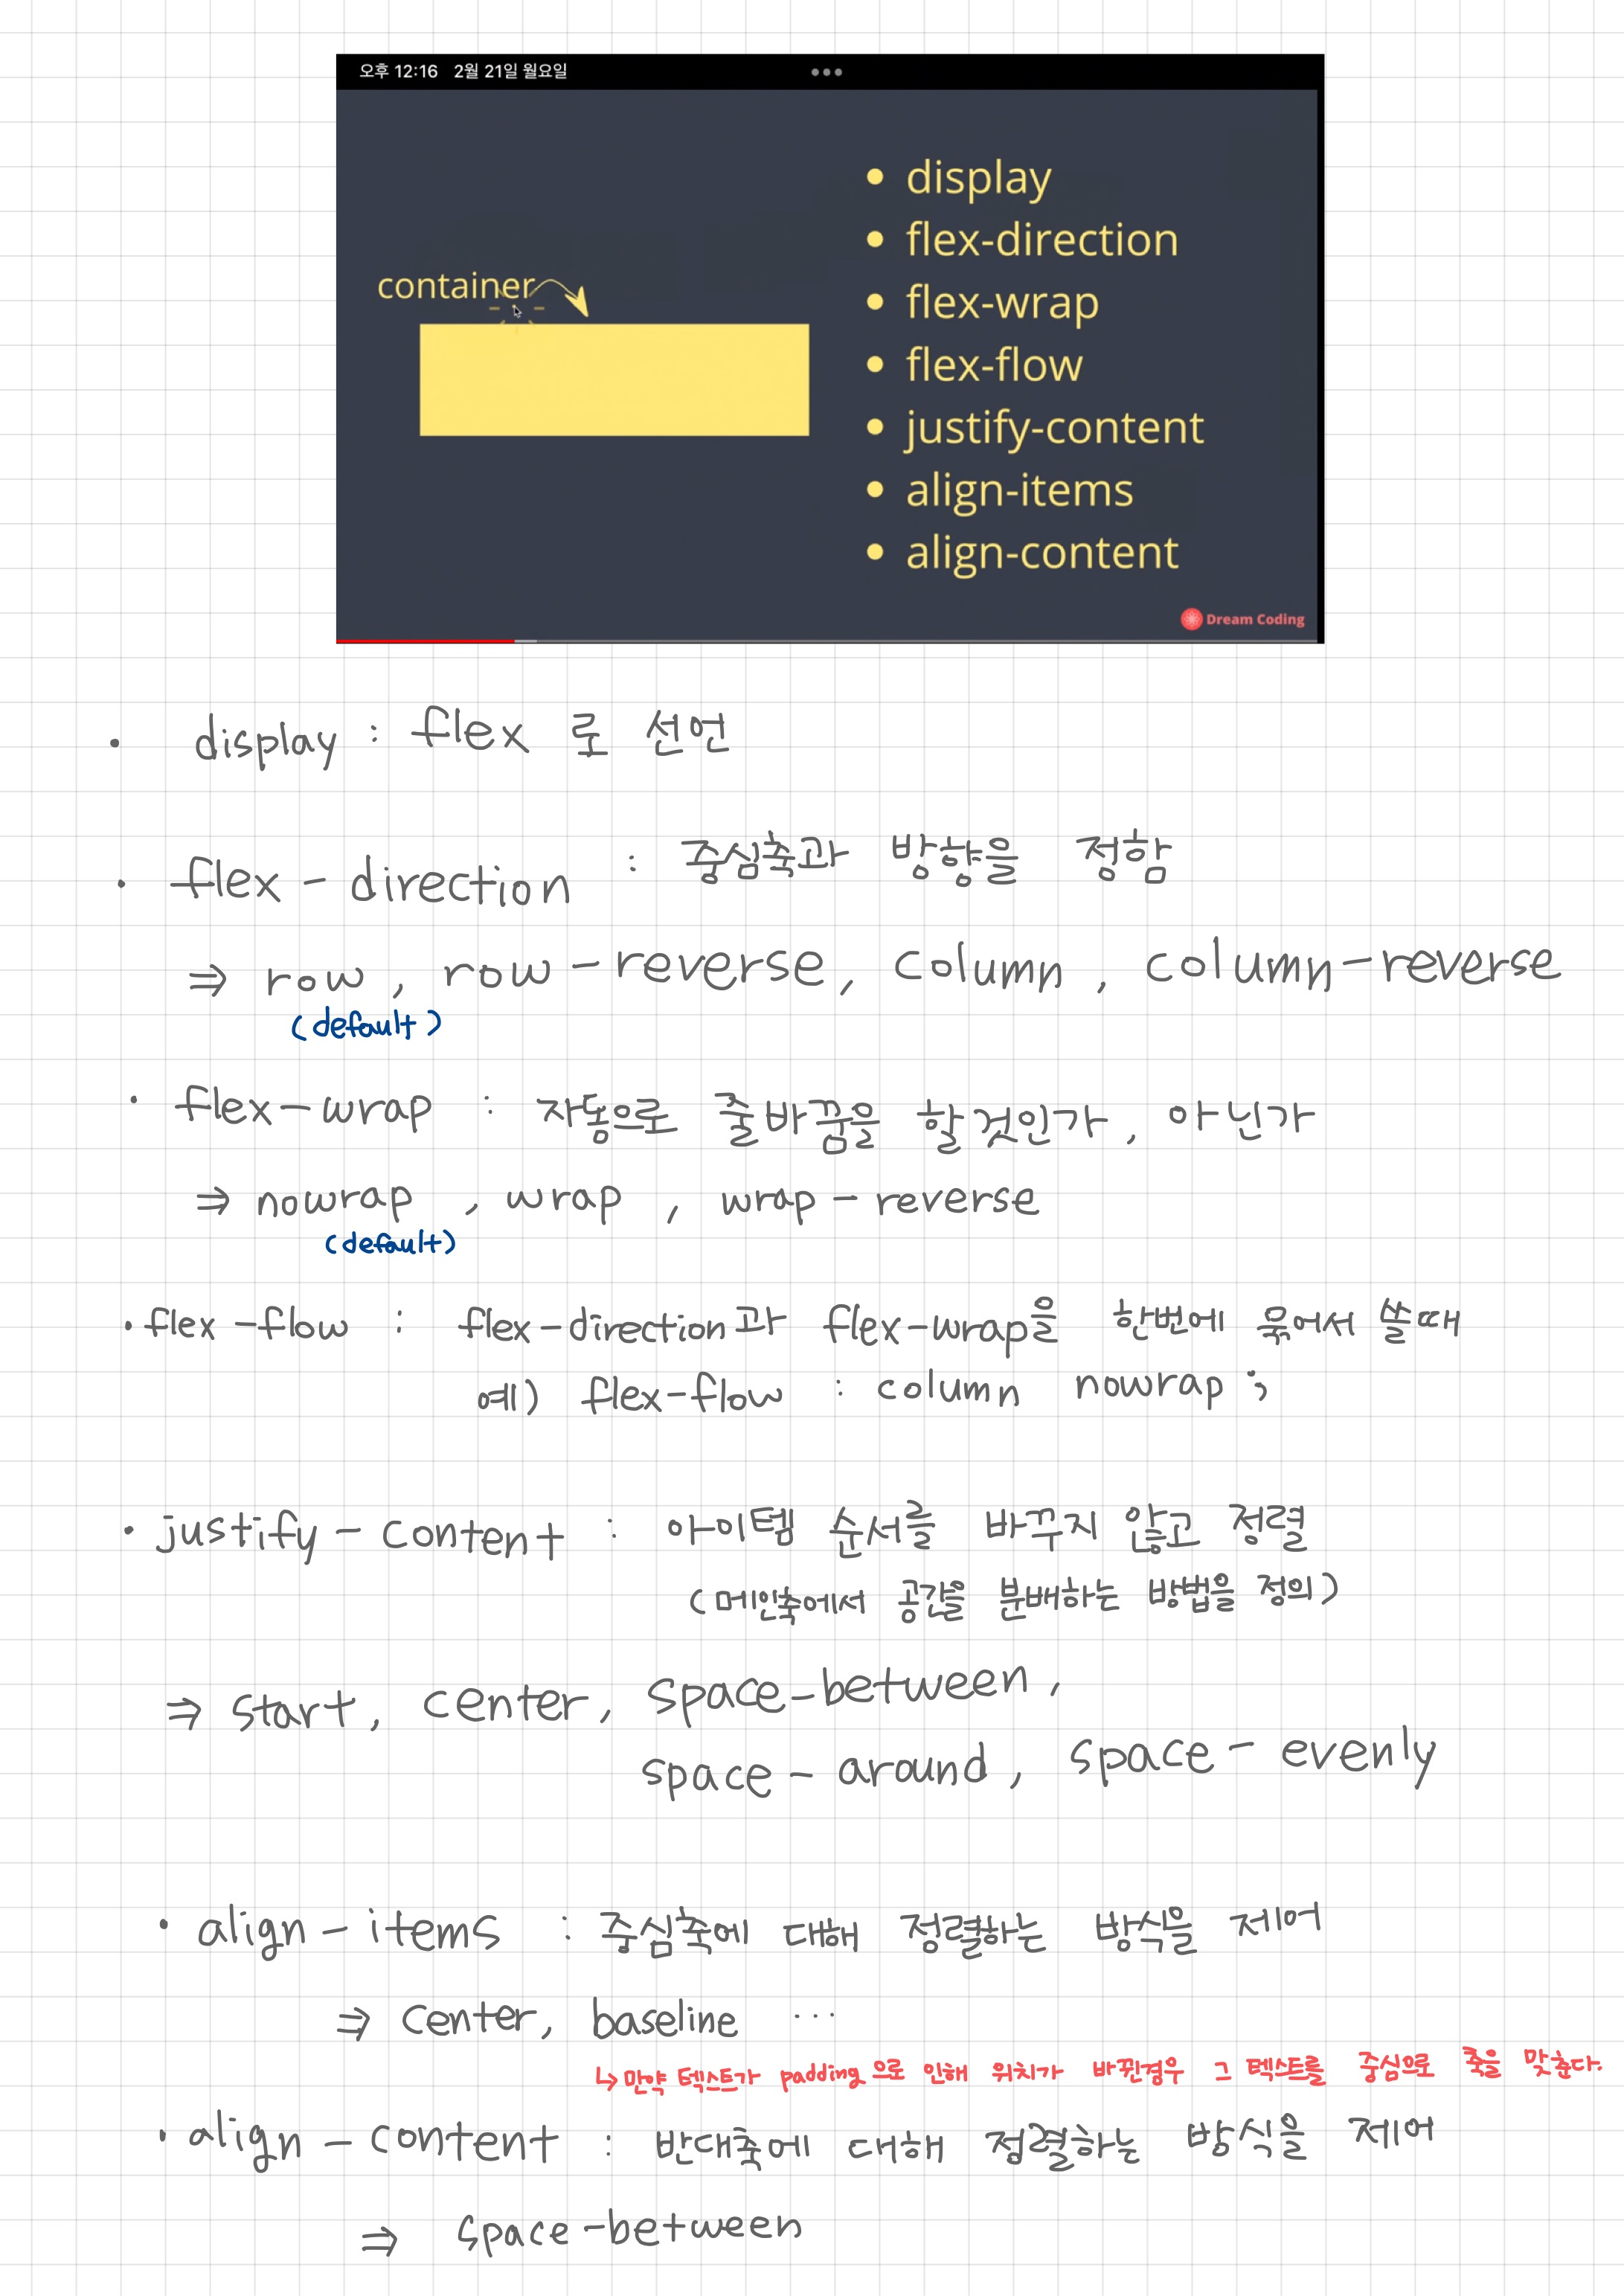 오후 12:16 2월 21일 월요일
container
• display
• flex-direction
• flex-wrap
• flex-flow
• justify-content
• align-items
• align-content
Dream Coding
• display : flex 로 선언
• flex - direction : 중심축과 방향을 정함
⇒ row, row-reverse, column, column-reverse
(default)
• flex-wrap : 자동으로 줄바꿈을 할것인가, 아닌가
⇒ nowrap, wrap, wrap-reverse
(default)
• flex-flow : flex-direction과 flex-wrap을 한번에 묶어서 쓸때
예) flex-flow : column nowrap ;
• justify-content : 아이템 순서를 바꾸지 않고 정렬
(메인축에서 공간을 분배하는 방법을 정의)
⇒ start, center, space-between,
space-around, space-evenly
• align-items : 중심축에 대해 정렬하는 방식을 제어
⇒ center, baseline ...
↳ 만약 텍스트가 padding으로 인해 위치가 바뀐경우 그 텍스트를 중심으로 축을 맞춘다.
• align-content : 반대축에 대해 정렬하는 방식을 제어
⇒ space-between